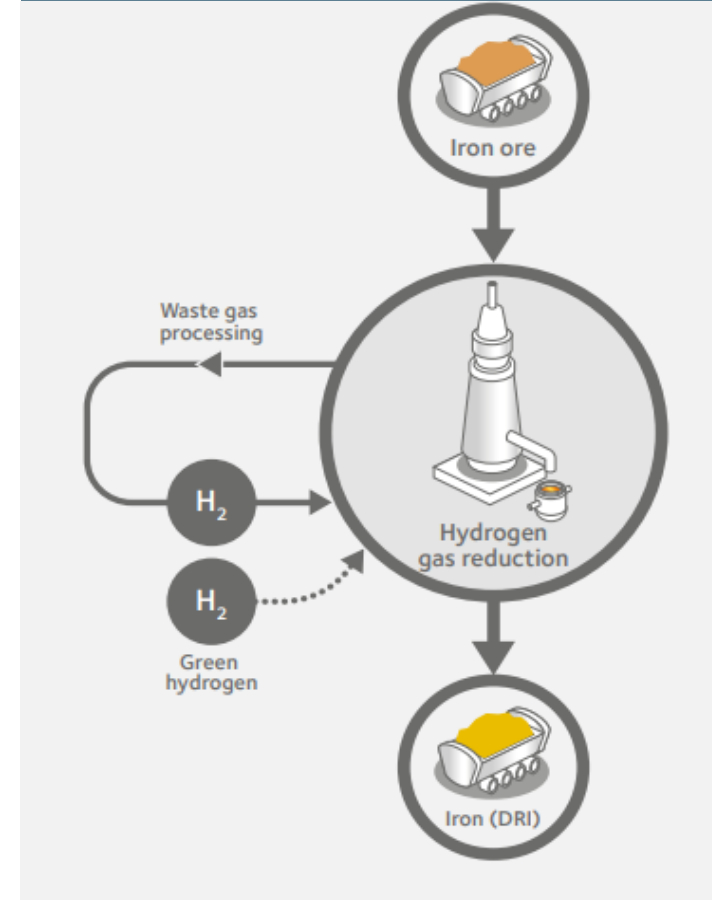 Iron ore
Waste gas
processing
H₂
Hydrogen
gas reduction
H₂
Green
hydrogen
Iron (DRI)